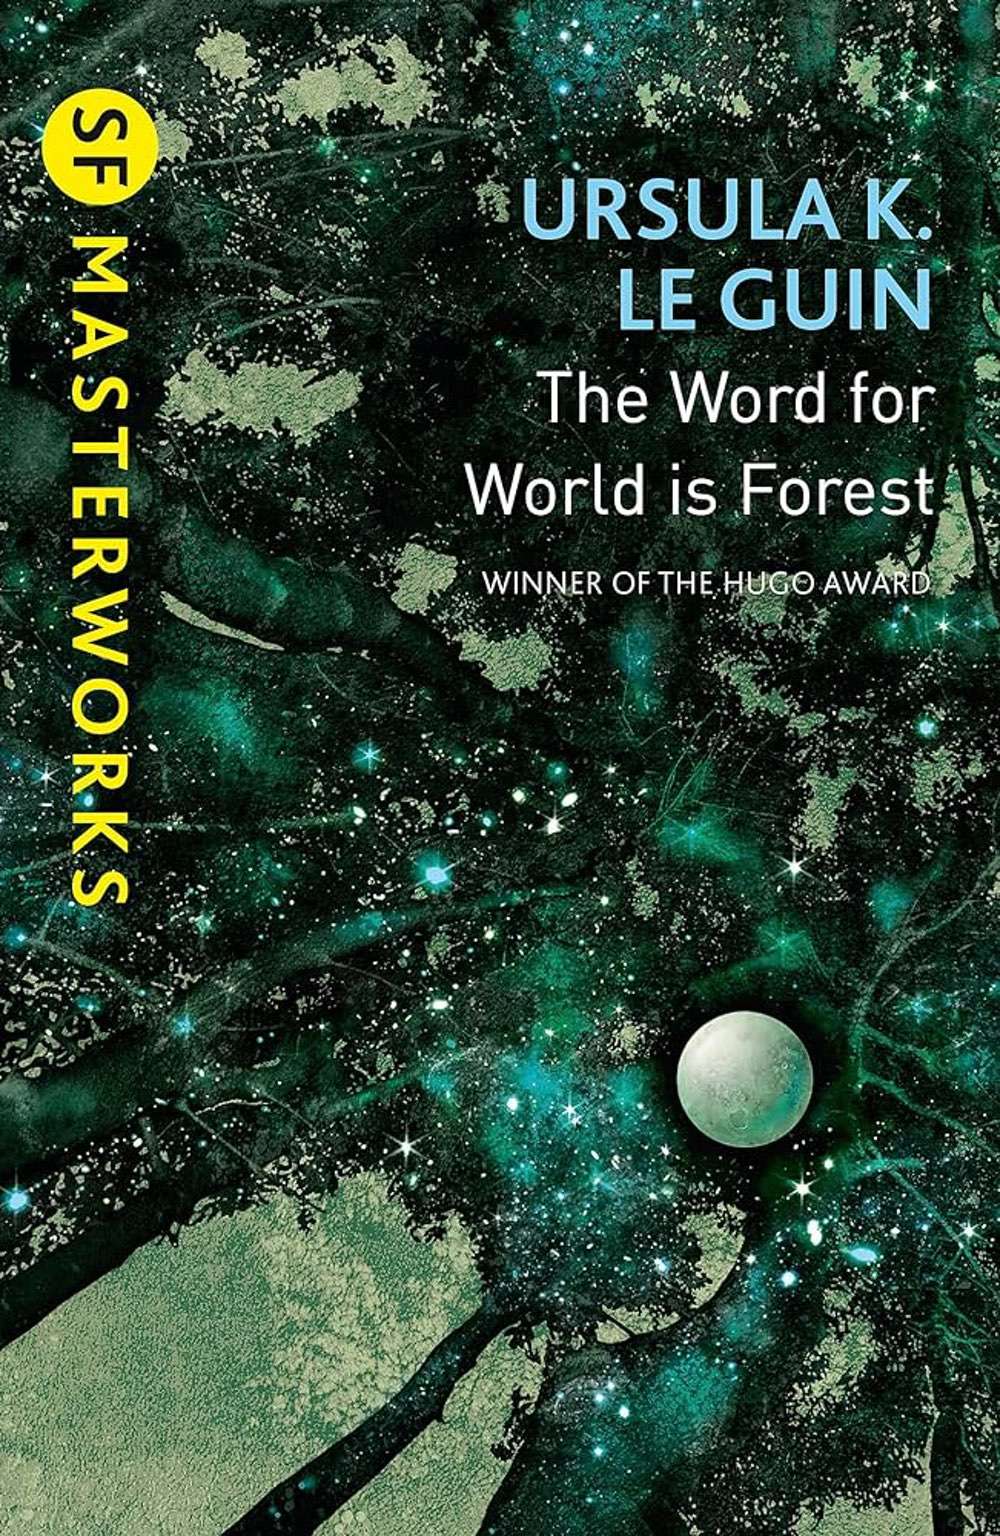 SF MASTERWORKS
URSULA K.
LE GUIN
The Word for
World is Forest
WINNER OF THE HUGO AWARD